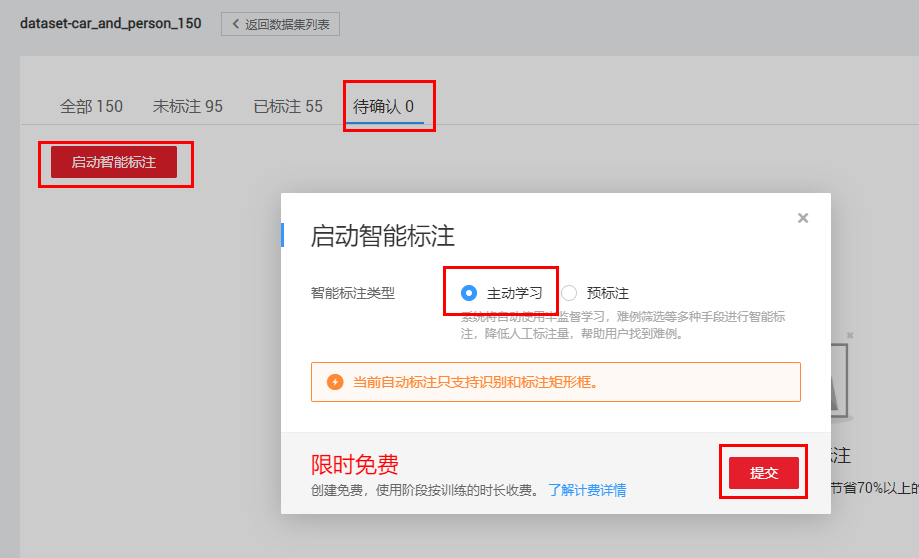 dataset-car_and_person_150
返回数据集列表
全部 150
未标注 95
已标注 55
待确认 0
启动智能标注
启动智能标注
智能标注类型
主动学习
预标注
系统将自动使用半监督学习，难例筛选等多种手段进行智能标
注，降低人工标注量，帮助用户找到难例。
当前自动标注只支持识别和标注矩形框。
限时免费
创建免费，使用阶段按训练的时长收费。 了解计费详情
提交
标注
节省70%以上的